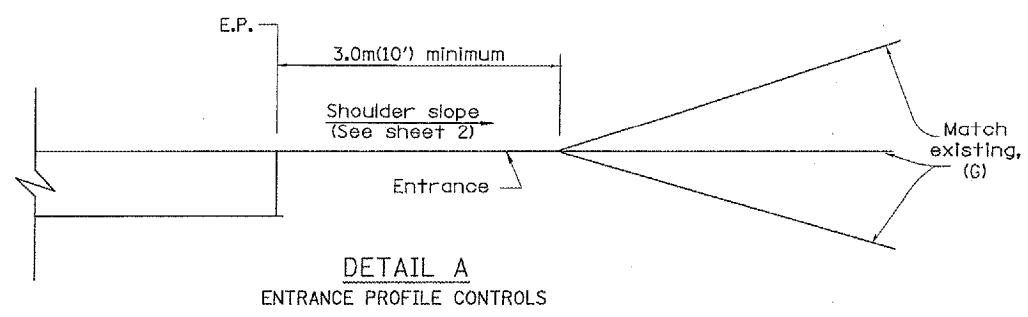 E.P.
3.0m(10') minimum
Shoulder slope
(See sheet 2)
Entrance
Match
existing,
(G)
DETAIL A
ENTRANCE PROFILE CONTROLS